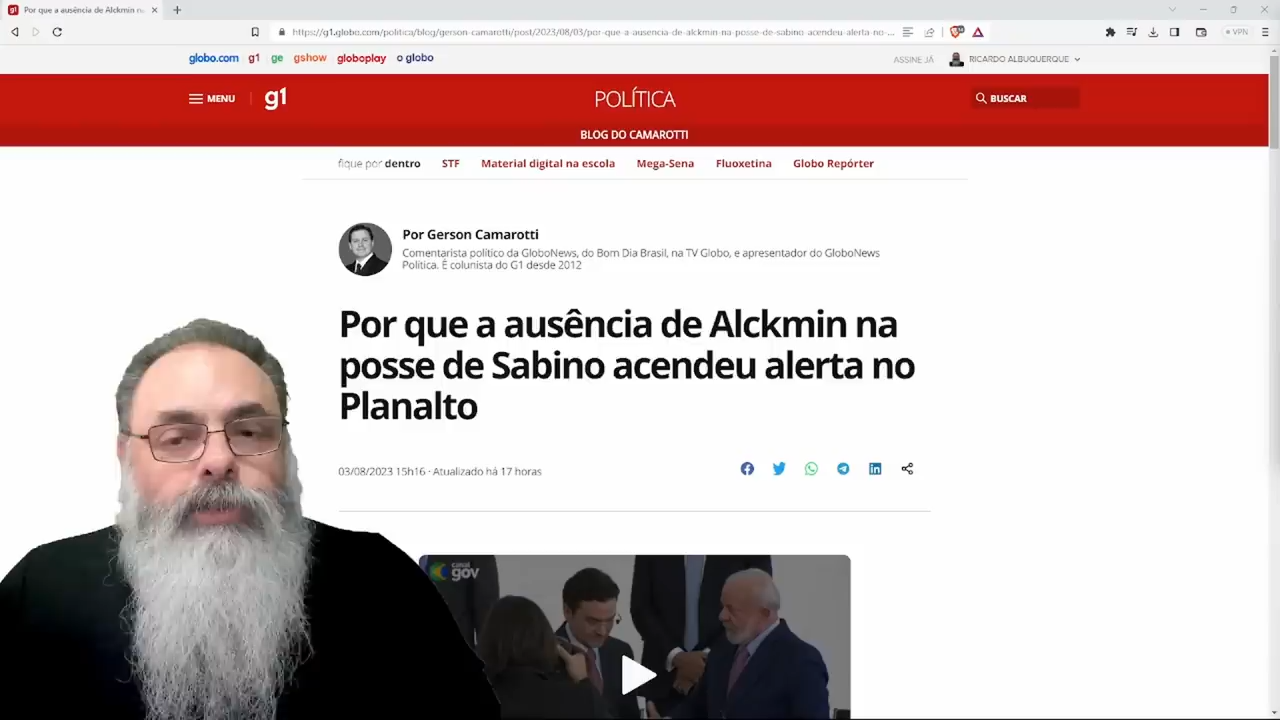 g1 Por que a ausência de Alckmin na
https://g1.globo.com/politica/blog/gerson-camarotti/post/2023/08/03/por-que-a-ausencia-de-alckmin-na-posse-de-sabino-acendeu-alerta-no-...
VPN
globo.com g1 ge gshow globoplay o globo
ASSINE JÁ RICARDO ALBUQUERQUE
MENU g1 POLÍTICA BUSCAR
BLOG DO CAMAROTTI
fique por dentro STF Material digital na escola Mega-Sena Fluoxetina Globo Repórter
Por Gerson Camarotti
Comentarista político da GloboNews, do Bom Dia Brasil, na TV Globo, e apresentador do GloboNews
Política. É colunista do G1 desde 2012
Por que a ausência de Alckmin na
posse de Sabino acendeu alerta no
Planalto
03/08/2023 15h16 · Atualizado há 17 horas
canal
gov